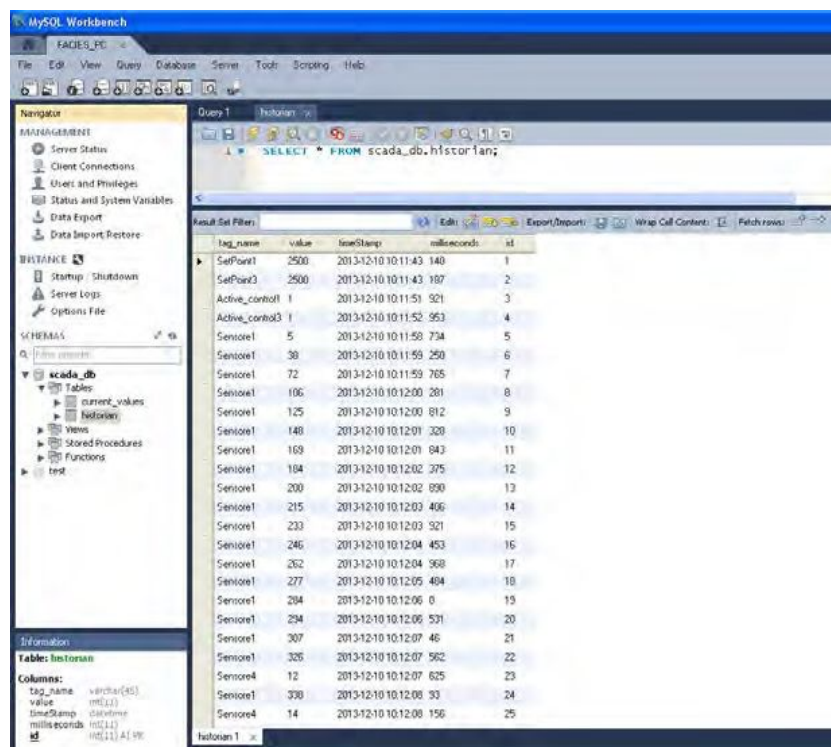 MySQL Workbench
FACIES_PC
File Edit View Query Database Server Tools Scripting Help
Navigator
MANAGEMENT
Server Status
Client Connections
Users and Privileges
Status and System Variables
Data Export
Data Import/Restore
INSTANCE
Startup / Shutdown
Server Logs
Options File
SCHEMAS
scada_db
Tables
current_values
historian
Views
Stored Procedures
Functions
test
Information
Table: historian
Columns:
tag_name varchar(45)
value int(11)
timeStamp datetime
milliseconds int(11)
id int(11) AI PK
Query 1 historian
1 SELECT * FROM scada_db.historian;
Result Set Filter: Edit: Export/Import: Wrap Cell Content: Fetch rows:
tag_name value timeStamp milliseconds id
SetPoint1 2500 2013-12-10 10:11:43 140 1
SetPoint3 2500 2013-12-10 10:11:43 187 2
Active_control1 1 2013-12-10 10:11:51 921 3
Active_control3 1 2013-12-10 10:11:52 953 4
Sensore1 5 2013-12-10 10:11:58 734 5
Sensore1 38 2013-12-10 10:11:59 250 6
Sensore1 72 2013-12-10 10:11:59 765 7
Sensore1 106 2013-12-10 10:12:00 281 8
Sensore1 125 2013-12-10 10:12:00 812 9
Sensore1 148 2013-12-10 10:12:01 328 10
Sensore1 169 2013-12-10 10:12:01 843 11
Sensore1 184 2013-12-10 10:12:02 375 12
Sensore1 200 2013-12-10 10:12:02 890 13
Sensore1 215 2013-12-10 10:12:03 406 14
Sensore1 233 2013-12-10 10:12:03 921 15
Sensore1 246 2013-12-10 10:12:04 453 16
Sensore1 262 2013-12-10 10:12:04 968 17
Sensore1 277 2013-12-10 10:12:05 484 18
Sensore1 284 2013-12-10 10:12:06 0 19
Sensore1 294 2013-12-10 10:12:06 531 20
Sensore1 307 2013-12-10 10:12:07 46 21
Sensore1 326 2013-12-10 10:12:07 562 22
Sensore4 12 2013-12-10 10:12:07 625 23
Sensore1 338 2013-12-10 10:12:08 93 24
Sensore4 14 2013-12-10 10:12:08 156 25
historian 1